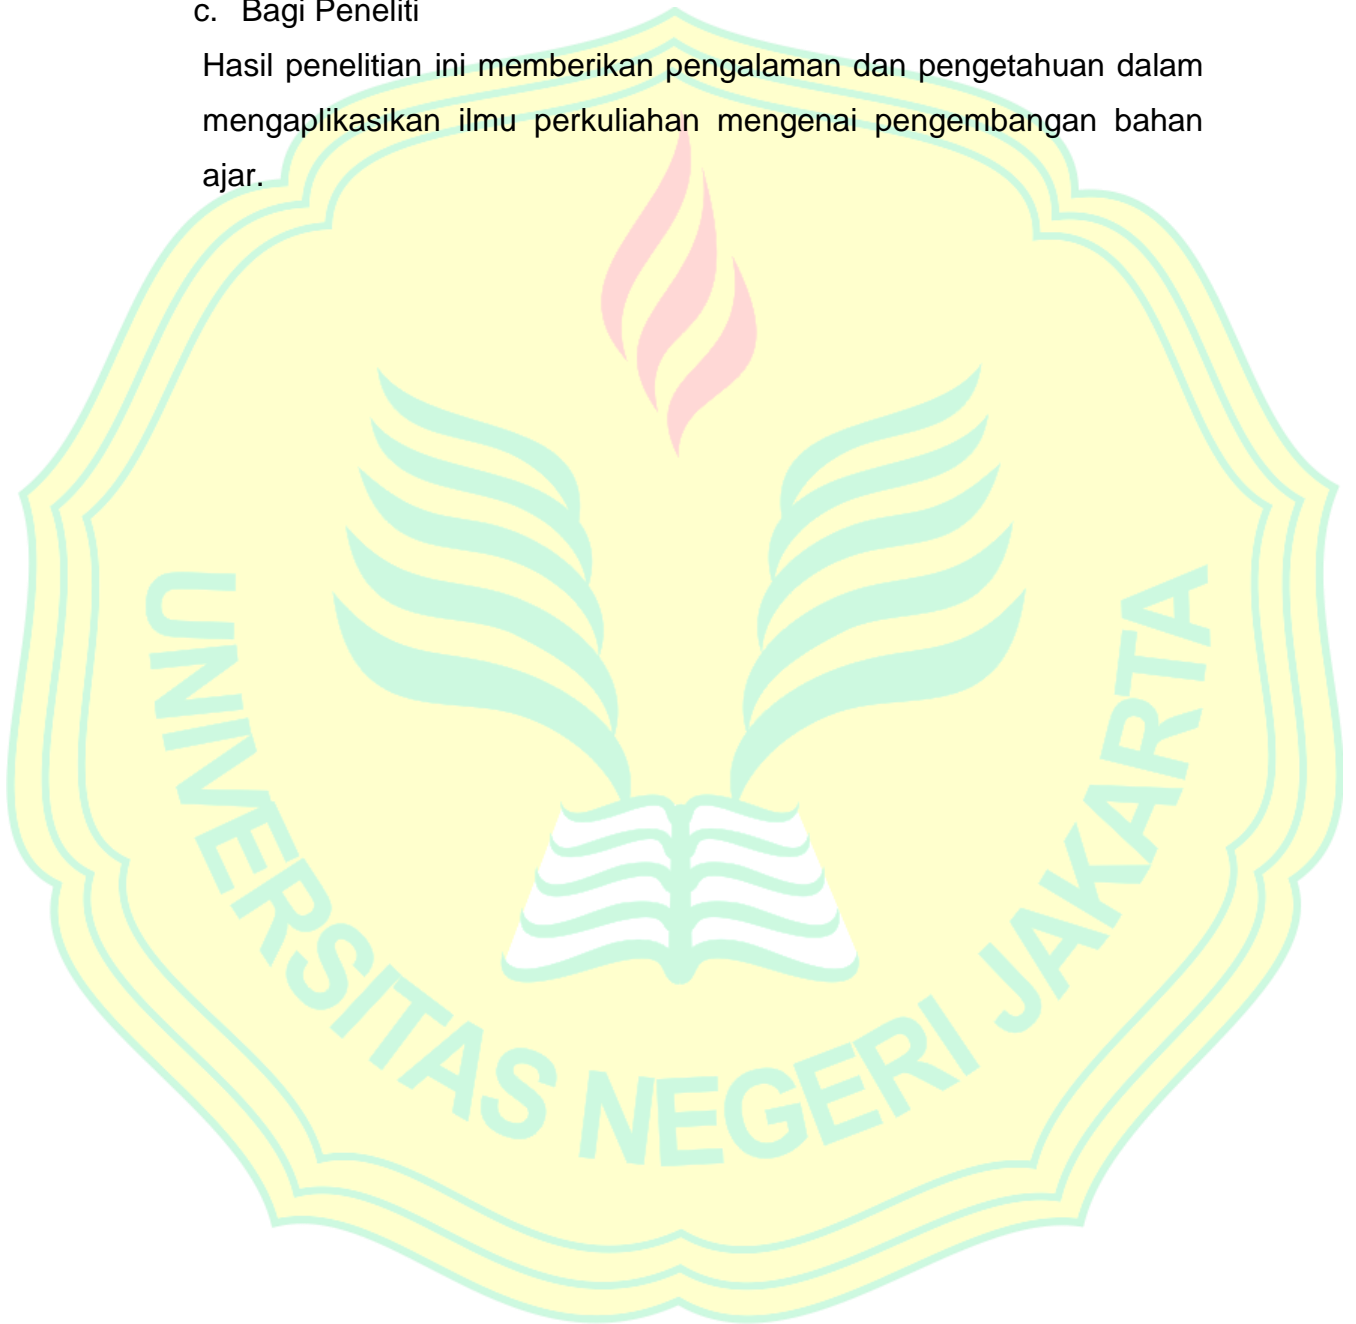 c. Bagi Peneliti
Hasil penelitian ini memberikan pengalaman dan pengetahuan dalam
mengaplikasikan ilmu perkuliahan mengenai pengembangan bahan
ajar.
UNIVERSITAS NEGERI JAKARTA